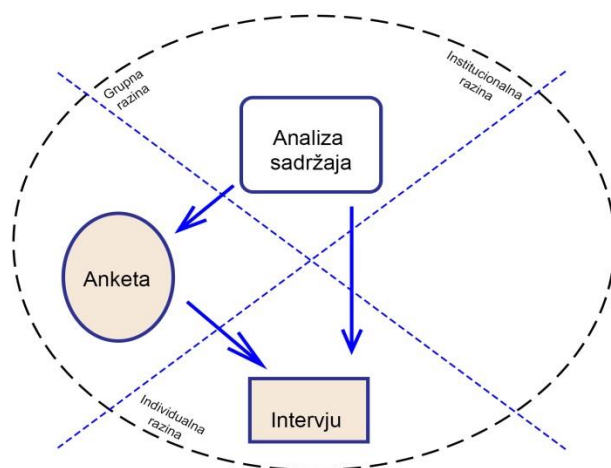 Grupna
razina
Institucionalna
razina
Analiza
sadržaja
Anketa
Individualna
razina
Intervju